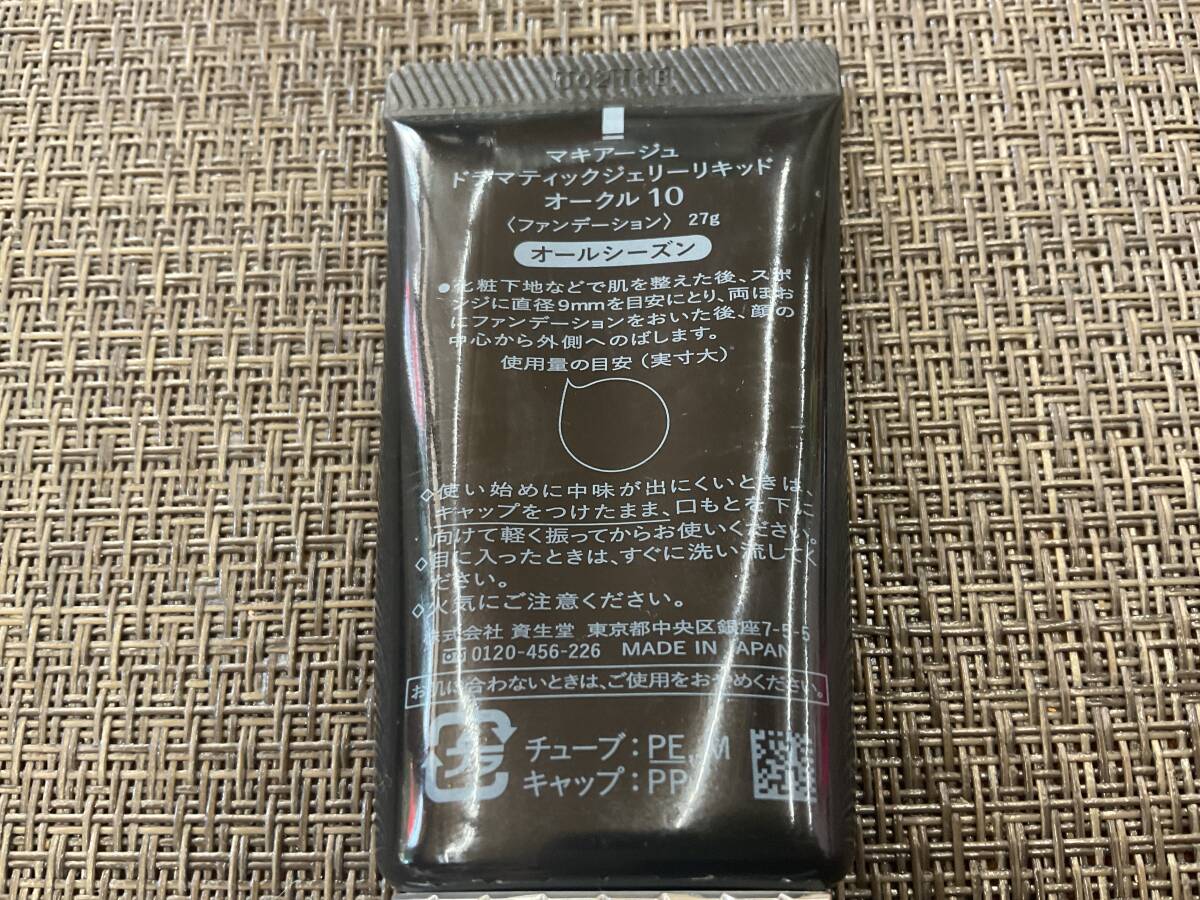 マキアージュ
ドラマティックジェリーリキッド
オークル 10
〈ファンデーション〉 27g
オールシーズン
●化粧下地などで肌を整えた後、スポ
ンジに直径9mmを目安にとり、両ほお
にファンデーションをおいた後、顔の
中心から外側へのばします。
使用量の目安（実寸大）
◇使い始めに中味が出にくいときは、
キャップをつけたまま、口もとを下に
向けて軽く振ってからお使いください。
◇目に入ったときは、すぐに洗い流してく
ださい。
◇火気にご注意ください。
株式会社 資生堂 東京都中央区銀座7-5-5
0120-456-226 MADE IN JAPAN
お肌に合わないときは、ご使用をおやめください。
プラ
チューブ：PE, M
キャップ：PP